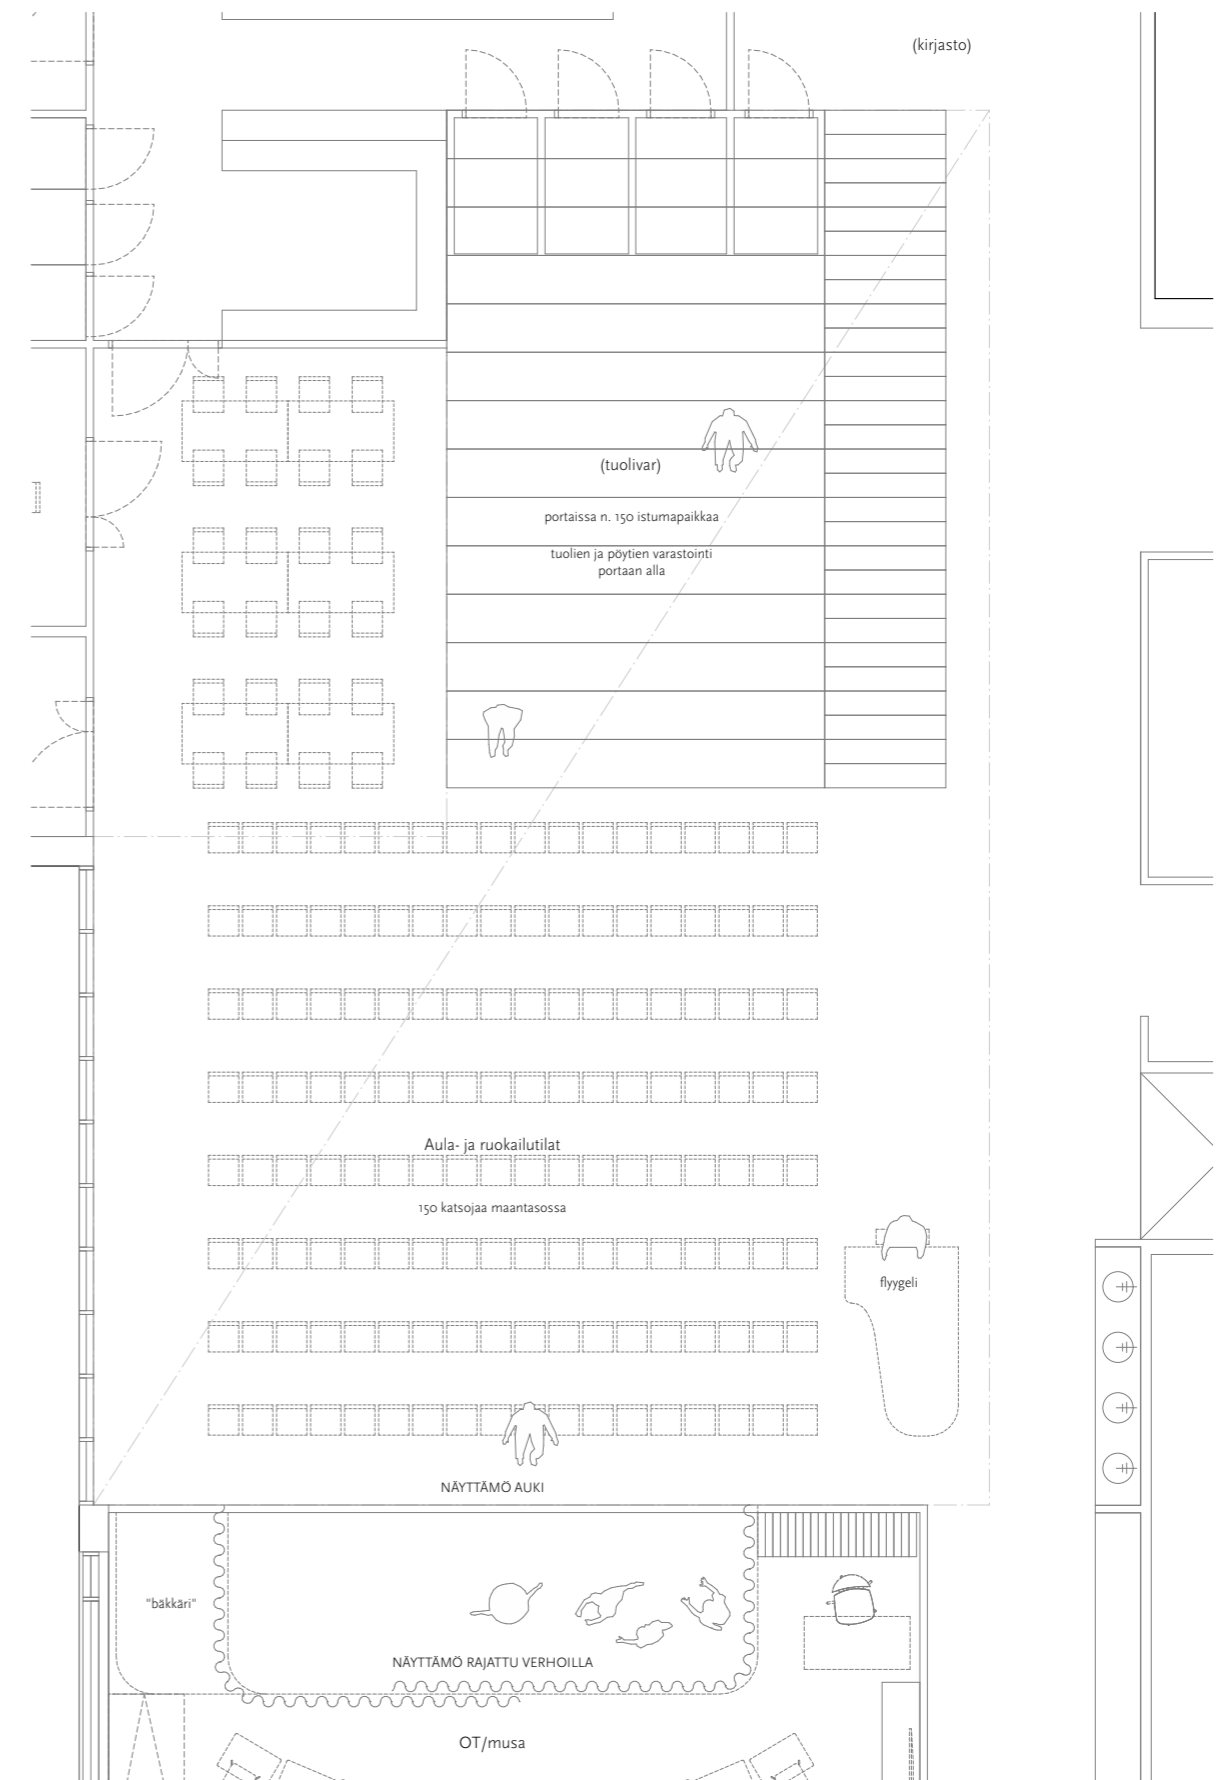 (kirjasto)
(tuolivar)
portaissa n. 150 istumapaikkaa
tuolien ja pöytien varastointi
portaan alla
Aula- ja ruokailutilat
150 katsojaa maantasossa
flyygeli
NÄYTTÄMÖ AUKI
"bäkkäri"
NÄYTTÄMÖ RAJATTU VERHOILLA
OT/musa